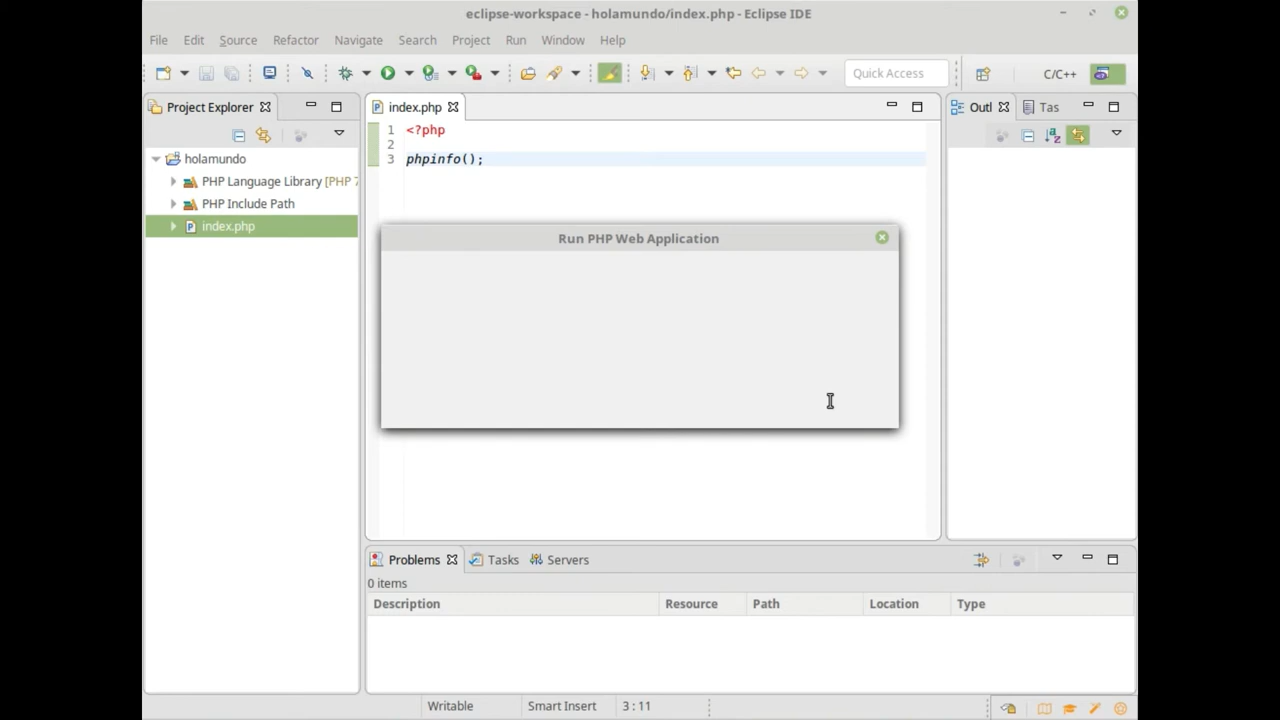 eclipse-workspace - holamundo/index.php - Eclipse IDE
File Edit Source Refactor Navigate Search Project Run Window Help
Quick Access
C/C++
Project Explorer
index.php
Outl
Tas
holamundo
PHP Language Library [PHP 7
PHP Include Path
index.php
1 <?php
2
3 phpinfo();
Run PHP Web Application
Problems Tasks Servers
0 items
Description Resource Path Location Type
Writable Smart Insert 3 : 11